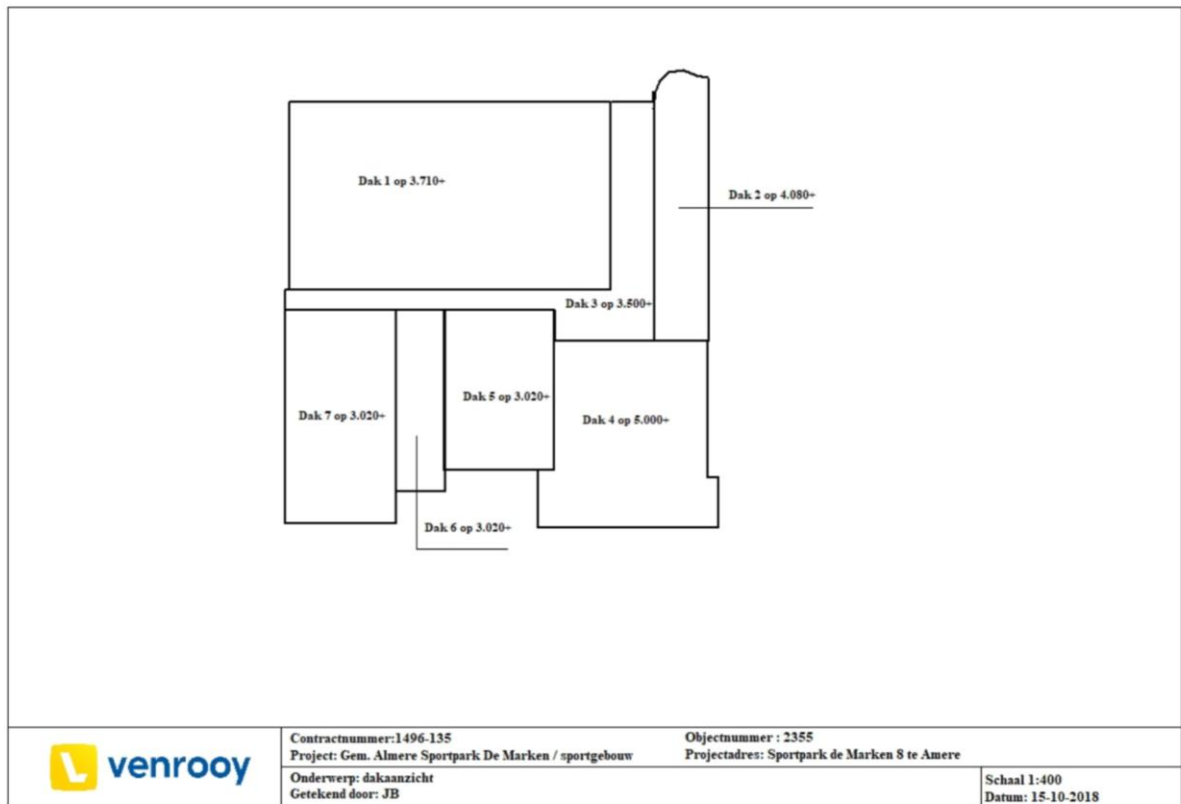 Dak 1 op 3.710+
Dak 2 op 4.080+
Dak 3 op 3.500+
Dak 5 op 3.020+
Dak 7 op 3.020+
Dak 4 op 5.000+
Dak 6 op 3.020+
venrooy
Contractnummer:1496-135
Project: Gem. Almere Sportpark De Marken / sportgebouw
Objectnummer : 2355
Projectadres: Sportpark de Marken 8 te Amere
Onderwerp: dakaanzicht
Getekend door: JB
Schaal 1:400
Datum: 15-10-2018